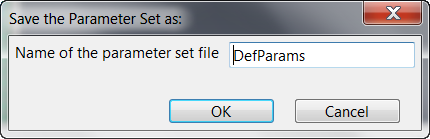 Save the Parameter Set as:
Name of the parameter set file DefParams
OK Cancel